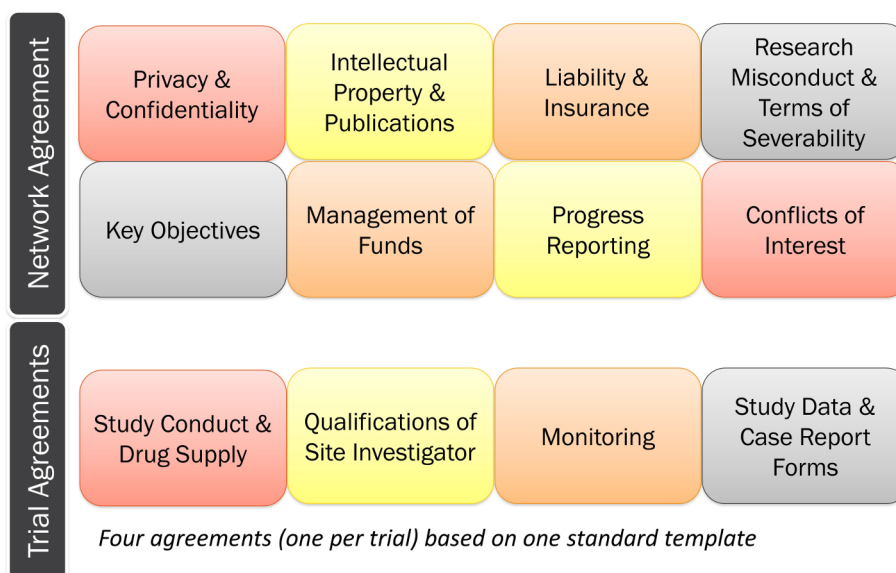 Network Agreement
Privacy &
Confidentiality
Intellectual
Property &
Publications
Liability &
Insurance
Research
Misconduct &
Terms of
Severability
Key Objectives
Management of
Funds
Progress
Reporting
Conflicts of
Interest
Trial Agreements
Study Conduct &
Drug Supply
Qualifications of
Site Investigator
Monitoring
Study Data &
Case Report
Forms
Four agreements (one per trial) based on one standard template